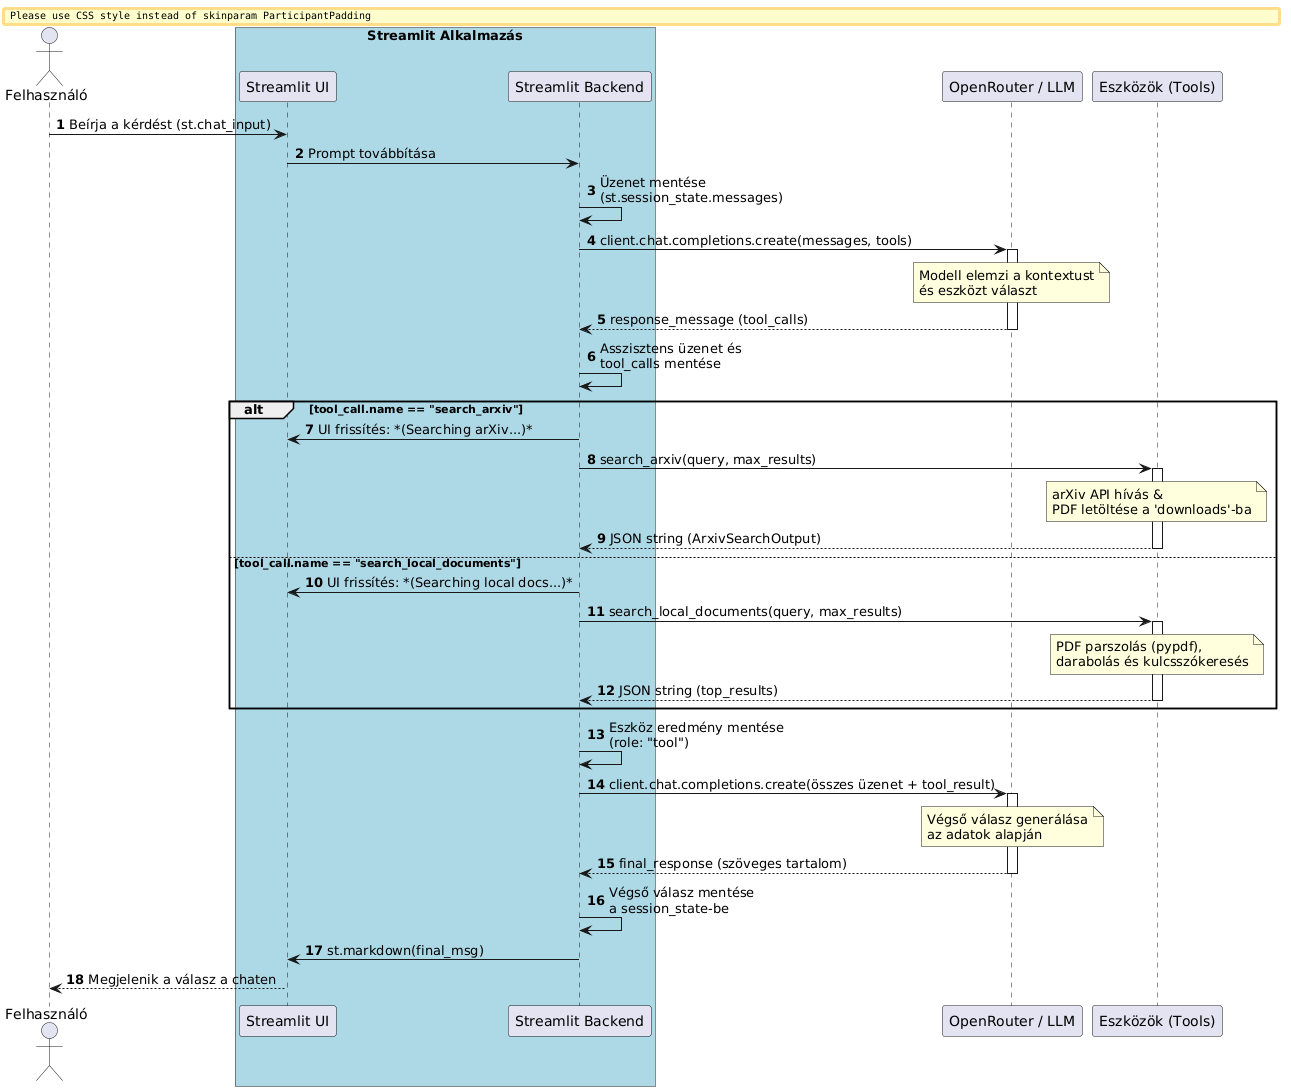 Please use CSS style instead of skinparam ParticipantPadding
Streamlit Alkalmazás
Felhasználó
Streamlit UI
Streamlit Backend
OpenRouter / LLM
Eszközök (Tools)
1 Beírja a kérdést (st.chat_input)
2 Prompt továbbítása
3 Üzenet mentése
(st.session_state.messages)
4 client.chat.completions.create(messages, tools)
Modell elemzi a kontextust
és eszközt választ
5 response_message (tool_calls)
6 Asszisztens üzenet és
tool_calls mentése
alt [tool_call.name == "search_arxiv"]
7 UI frissítés: *(Searching arXiv...)*
8 search_arxiv(query, max_results)
arXiv API hívás &
PDF letöltése a 'downloads'-ba
9 JSON string (ArxivSearchOutput)
[tool_call.name == "search_local_documents"]
10 UI frissítés: *(Searching local docs...)*
11 search_local_documents(query, max_results)
PDF parszolás (pypdf),
darabolás és kulcsszókeresés
12 JSON string (top_results)
13 Eszköz eredmény mentése
(role: "tool")
14 client.chat.completions.create(összes üzenet + tool_result)
Végső válasz generálása
az adatok alapján
15 final_response (szöveges tartalom)
16 Végső válasz mentése
a session_state-be
17 st.markdown(final_msg)
18 Megjelenik a válasz a chaten
Felhasználó
Streamlit UI
Streamlit Backend
OpenRouter / LLM
Eszközök (Tools)